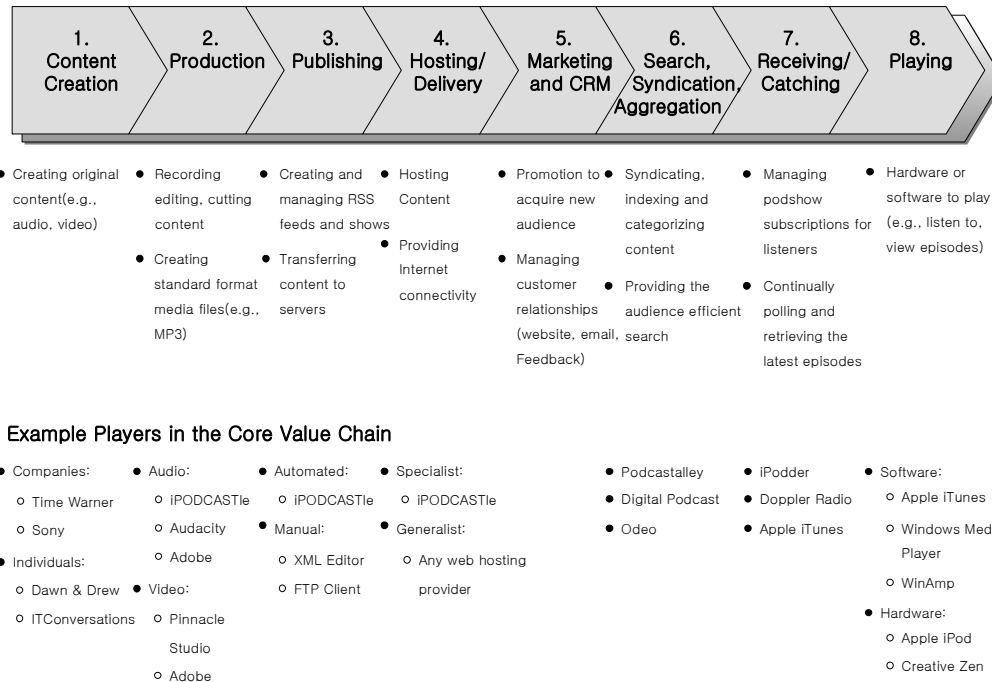 1.
Content
Creation
2.
Production
3.
Publishing
4.
Hosting/
Delivery
5.
Marketing
and CRM
6.
Search,
Syndication,
Aggregation
7.
Receiving/
Catching
8.
Playing
● Creating original
content(e.g.,
audio, video)
● Recording
editing, cutting
content
● Creating
standard format
media files(e.g.,
MP3)
● Creating and
managing RSS
feeds and shows
● Transferring
content to
servers
● Hosting
Content
● Providing
Internet
connectivity
● Promotion to
acquire new
audience
● Managing
customer
relationships
(website, email,
Feedback)
● Syndicating,
indexing and
categorizing
content
● Providing the
audience efficient
search
● Managing
podshow
subscriptions for
listeners
● Continually
polling and
retrieving the
latest episodes
● Hardware or
software to play
(e.g., listen to,
view episodes)
Example Players in the Core Value Chain
● Companies:
○ Time Warner
○ Sony
● Individuals:
○ Dawn & Drew
○ ITConversations
● Audio:
○ iPODCASTle
○ Audacity
○ Adobe
● Video:
○ Pinnacle
Studio
○ Adobe
● Automated:
○ iPODCASTle
● Manual:
○ XML Editor
○ FTP Client
● Specialist:
○ iPODCASTle
● Generalist:
○ Any web hosting
provider
● Podcastalley
● Digital Podcast
● Odeo
● iPodder
● Doppler Radio
● Apple iTunes
● Software:
○ Apple iTunes
○ Windows Med
Player
○ WinAmp
● Hardware:
○ Apple iPod
○ Creative Zen